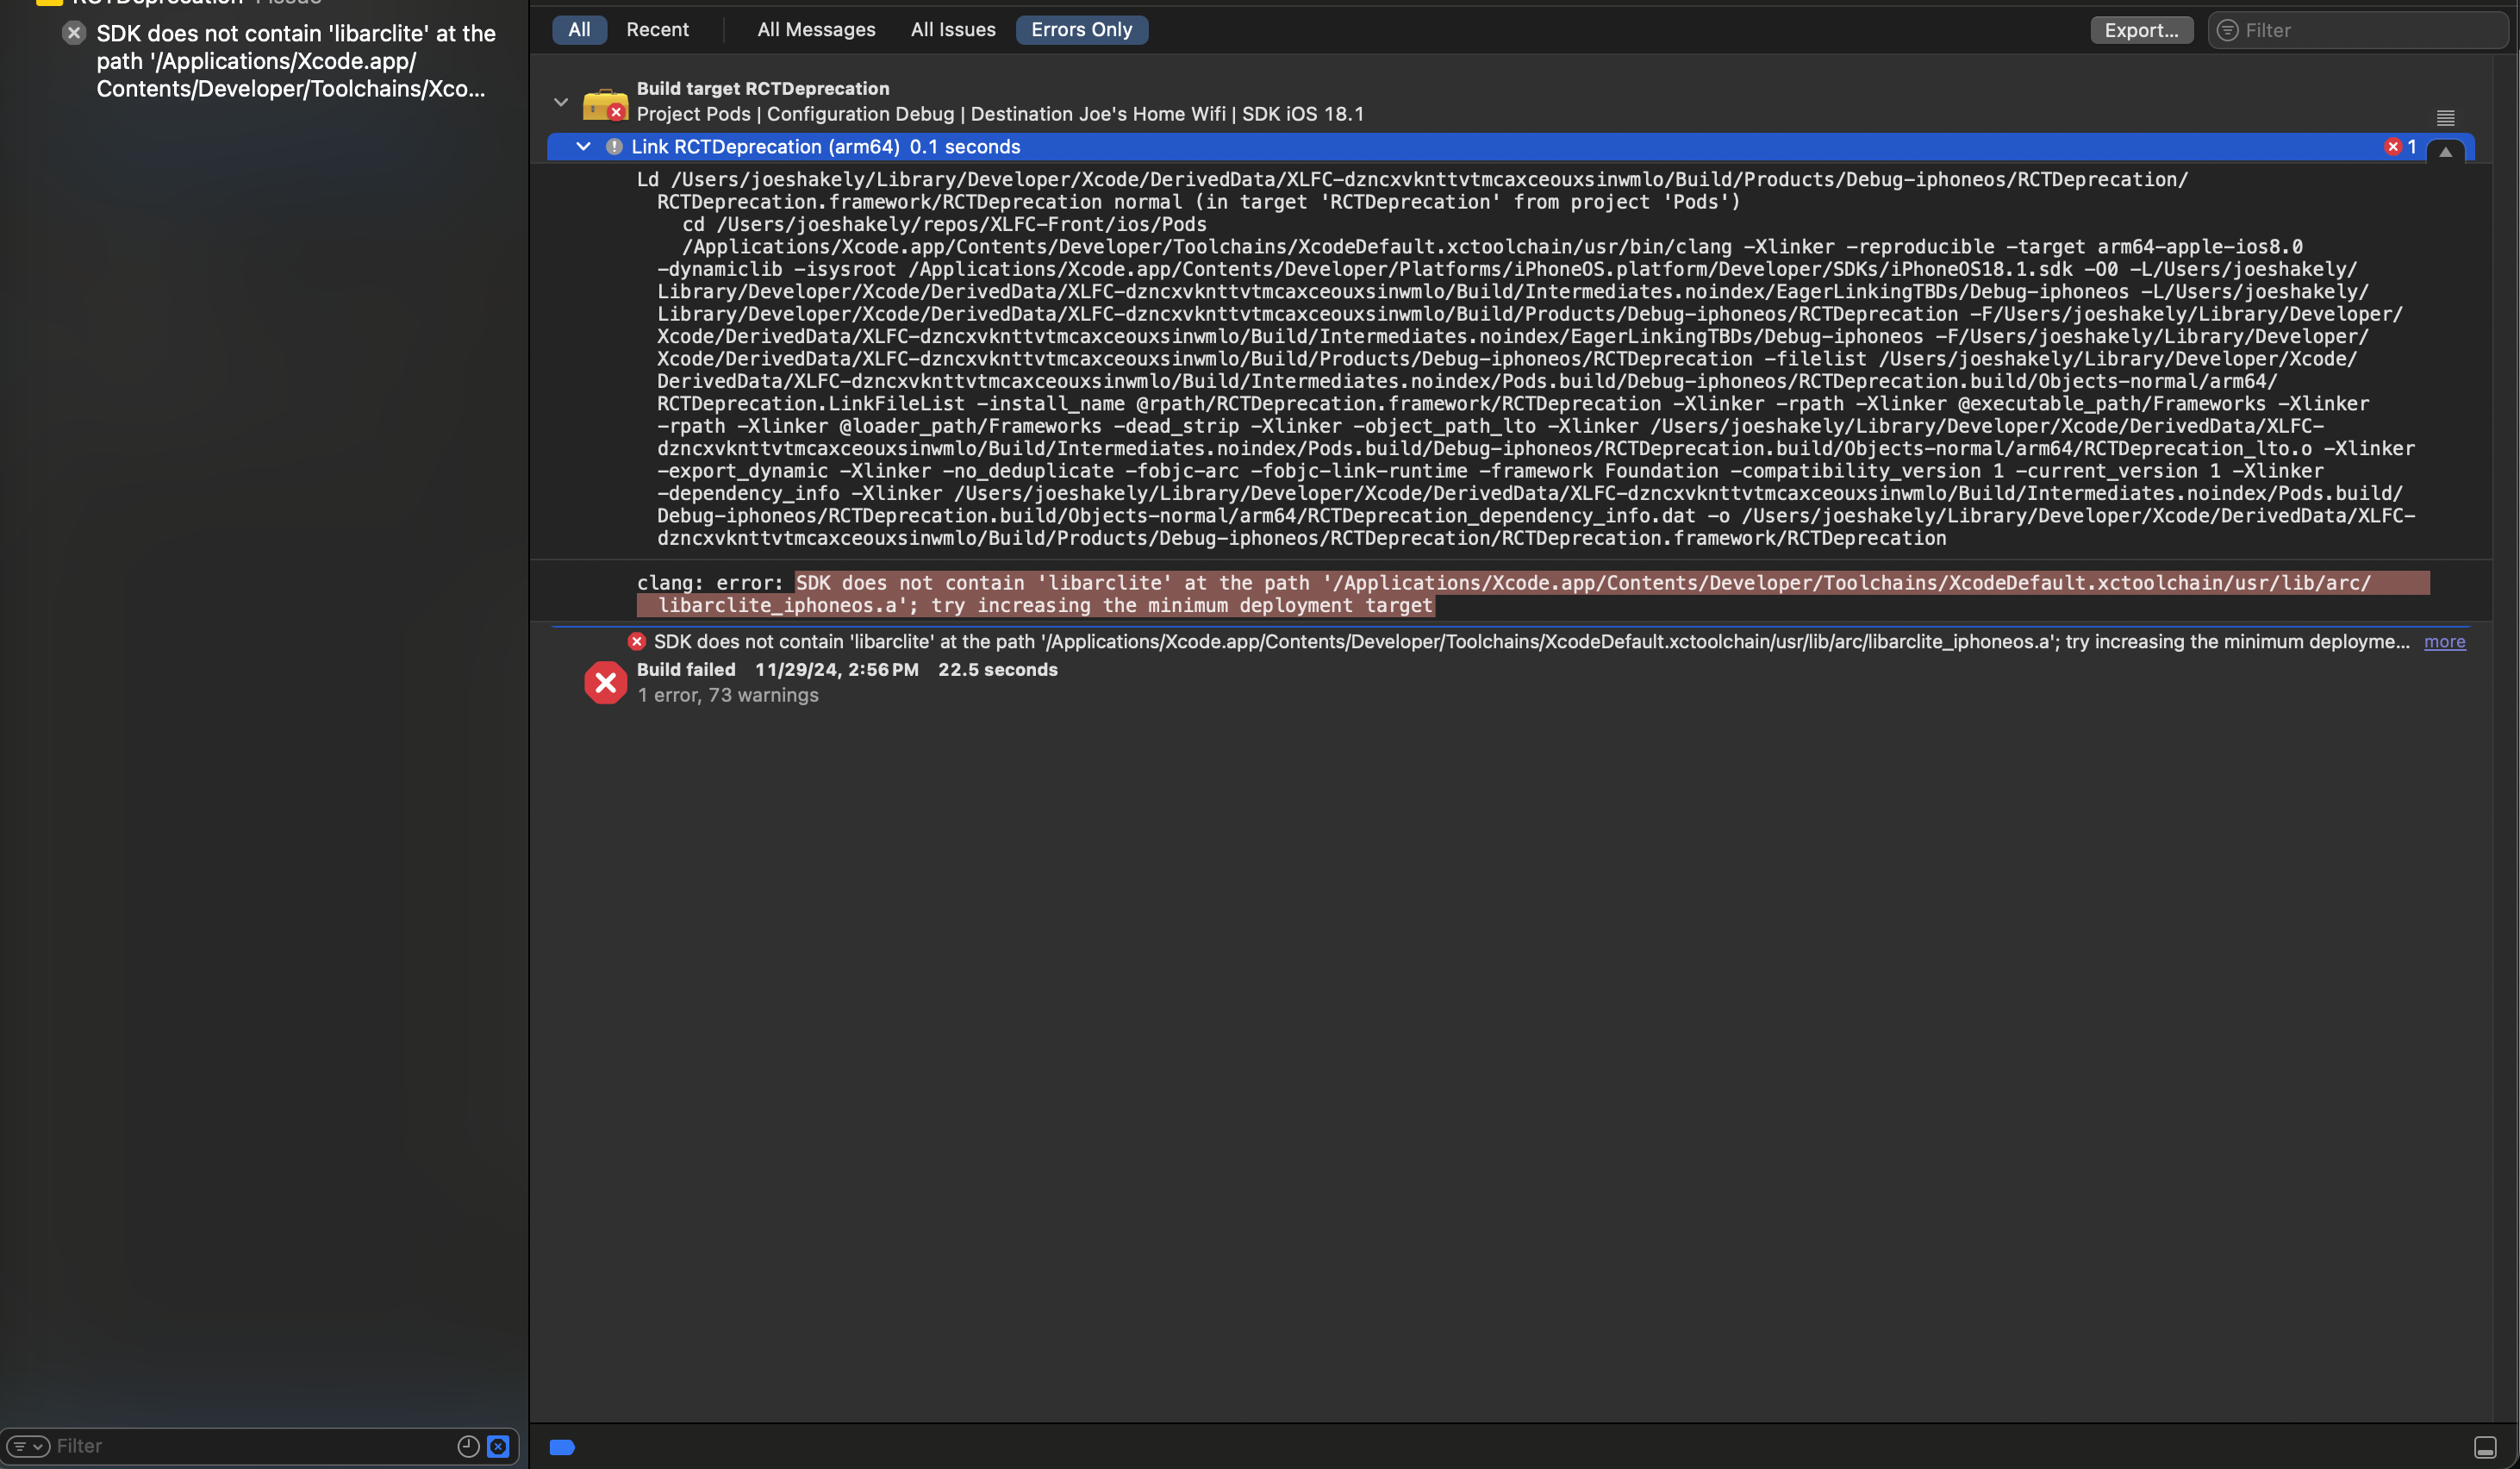 RCTDeprecation 1 issue
SDK does not contain 'libarclite' at the
path '/Applications/Xcode.app/
Contents/Developer/Toolchains/Xco...
Filter
All Recent All Messages All Issues Errors Only Export... Filter
Build target RCTDeprecation
Project Pods | Configuration Debug | Destination Joe's Home Wifi | SDK iOS 18.1
Link RCTDeprecation (arm64) 0.1 seconds 1
Ld /Users/joeshakely/Library/Developer/Xcode/DerivedData/XLFC-dzncxvknttvtmcaxceouxsinwmlo/Build/Products/Debug-iphoneos/RCTDeprecation/
RCTDeprecation.framework/RCTDeprecation normal (in target 'RCTDeprecation' from project 'Pods')
cd /Users/joeshakely/repos/XLFC-Front/ios/Pods
/Applications/Xcode.app/Contents/Developer/Toolchains/XcodeDefault.xctoolchain/usr/bin/clang -Xlinker -reproducible -target arm64-apple-ios8.0
-dynamiclib -isysroot /Applications/Xcode.app/Contents/Developer/Platforms/iPhoneOS.platform/Developer/SDKs/iPhoneOS18.1.sdk -O0 -L/Users/joeshakely/
Library/Developer/Xcode/DerivedData/XLFC-dzncxvknttvtmcaxceouxsinwmlo/Build/Intermediates.noindex/EagerLinkingTBDs/Debug-iphoneos -L/Users/joeshakely/
Library/Developer/Xcode/DerivedData/XLFC-dzncxvknttvtmcaxceouxsinwmlo/Build/Products/Debug-iphoneos/RCTDeprecation -F/Users/joeshakely/Library/Developer/
Xcode/DerivedData/XLFC-dzncxvknttvtmcaxceouxsinwmlo/Build/Intermediates.noindex/EagerLinkingTBDs/Debug-iphoneos -F/Users/joeshakely/Library/Developer/
Xcode/DerivedData/XLFC-dzncxvknttvtmcaxceouxsinwmlo/Build/Products/Debug-iphoneos/RCTDeprecation -filelist /Users/joeshakely/Library/Developer/Xcode/
DerivedData/XLFC-dzncxvknttvtmcaxceouxsinwmlo/Build/Intermediates.noindex/Pods.build/Debug-iphoneos/RCTDeprecation.build/Objects-normal/arm64/
RCTDeprecation.LinkFileList -install_name @rpath/RCTDeprecation.framework/RCTDeprecation -Xlinker -rpath -Xlinker @executable_path/Frameworks -Xlinker
-rpath -Xlinker @loader_path/Frameworks -dead_strip -Xlinker -object_path_lto -Xlinker /Users/joeshakely/Library/Developer/Xcode/DerivedData/XLFC-
dzncxvknttvtmcaxceouxsinwmlo/Build/Intermediates.noindex/Pods.build/Debug-iphoneos/RCTDeprecation.build/Objects-normal/arm64/RCTDeprecation_lto.o -Xlinker
-export_dynamic -Xlinker -no_deduplicate -fobjc-arc -fobjc-link-runtime -framework Foundation -compatibility_version 1 -current_version 1 -Xlinker
-dependency_info -Xlinker /Users/joeshakely/Library/Developer/Xcode/DerivedData/XLFC-dzncxvknttvtmcaxceouxsinwmlo/Build/Intermediates.noindex/Pods.build/
Debug-iphoneos/RCTDeprecation.build/Objects-normal/arm64/RCTDeprecation_dependency_info.dat -o /Users/joeshakely/Library/Developer/Xcode/DerivedData/XLFC-
dzncxvknttvtmcaxceouxsinwmlo/Build/Products/Debug-iphoneos/RCTDeprecation/RCTDeprecation.framework/RCTDeprecation
clang: error: SDK does not contain 'libarclite' at the path '/Applications/Xcode.app/Contents/Developer/Toolchains/XcodeDefault.xctoolchain/usr/lib/arc/
libarclite_iphoneos.a'; try increasing the minimum deployment target
SDK does not contain 'libarclite' at the path '/Applications/Xcode.app/Contents/Developer/Toolchains/XcodeDefault.xctoolchain/usr/lib/arc/libarclite_iphoneos.a'; try increasing the minimum deployme... more
Build failed 11/29/24, 2:56 PM 22.5 seconds
1 error, 73 warnings